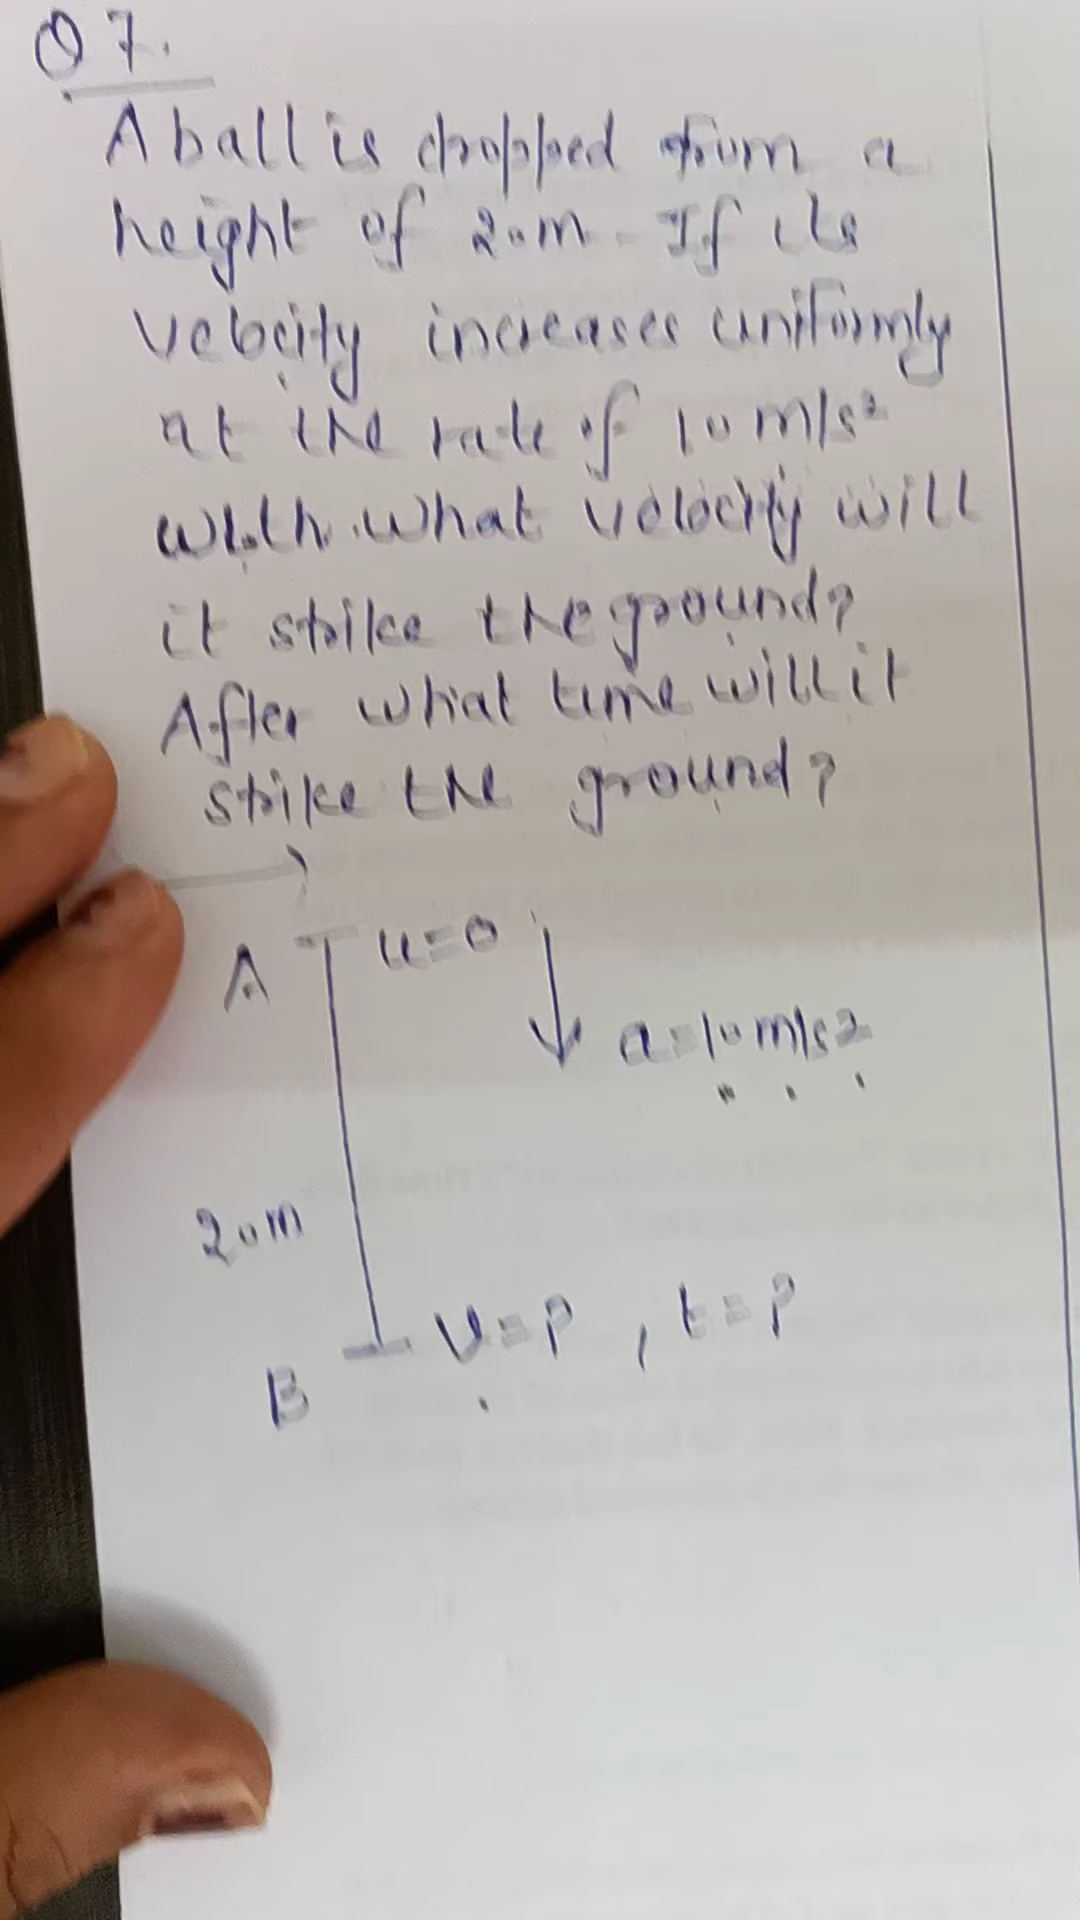 Q 7.
A ball is dropped from a
height of 20m. If its
velocity increases uniformly
at the rate of 10 m/s²
with what velocity will
it strike the ground?
After what time will it
strike the ground?
A u=0
a=10 m/s2
20m
v=? , t=?
B